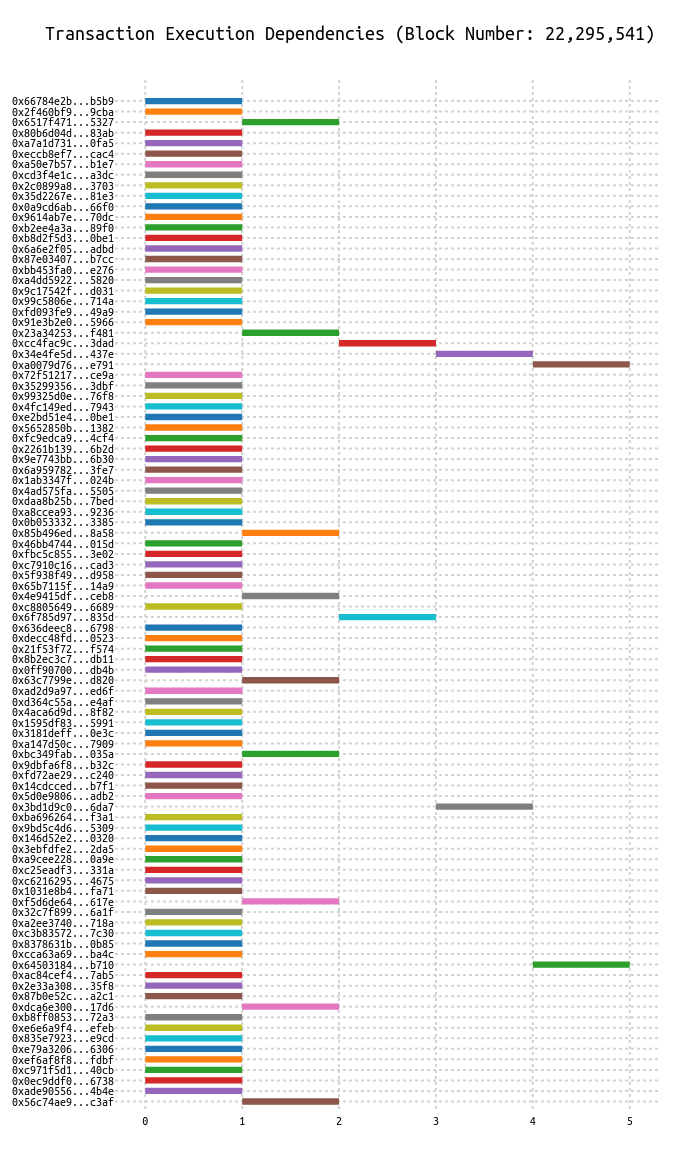 Transaction Execution Dependencies (Block Number: 22,295,541)
0x66784e2b...b5b9
0x2f460bf9...9cba
0x6517f471...5327
0x80b6d04d...83ab
0xa7a1d731...0fa5
0xeccb8ef7...cac4
0xa50e7b57...b1e7
0xcd3f4e1c...a3dc
0x2c0899a8...3703
0x35d2267e...81e3
0x0a9cd6ab...66f0
0x9614ab7e...70dc
0xb2ee4a3a...89f0
0xb8d2f5d3...0be1
0x6a6e2f05...adbd
0x87e03407...b7cc
0xbb453fa0...e276
0xa4dd5922...5820
0x9c17542f...d031
0x99c5806e...714a
0xfd093fe9...49a9
0x91e3b2e0...5966
0x23a34253...f481
0xcc4fac9c...3dad
0x34e4fe5d...437e
0xa0079d76...e791
0x72f51217...ce9a
0x35299356...3dbf
0x99325d0e...76f8
0x4fc149ed...7943
0xe2bd51e4...0be1
0x5652850b...1382
0xfc9edca9...4cf4
0x2261b139...6b2d
0x9e7743bb...6b30
0x6a959782...3fe7
0x1ab3347f...024b
0x4ad575fa...5505
0xdaa8b25b...7bed
0xa8ccea93...9236
0x0b053332...3385
0x85b496ed...8a58
0x46bb4744...015d
0xfbc5c855...3e02
0xc7910c16...cad3
0x5f938f49...d958
0x65b7115f...14a9
0x4e9415df...ceb8
0xc8805649...6689
0x6f785d97...835d
0x636deec8...6798
0xdecc48fd...0523
0x21f53f72...f574
0x8b2ec3c7...db11
0x0ff90700...db4b
0x63c7799e...d820
0xad2d9a97...ed6f
0xd364c55a...e4af
0x4aca6d9d...8f82
0x1595df83...5991
0x3181deff...0e3c
0xa147d50c...7909
0xbc349fab...035a
0x9dbfa6f8...b32c
0xfd72ae29...c240
0x14cdcced...b7f1
0x5d0e9806...adb2
0x3bd1d9c0...6da7
0xba696264...f3a1
0x9bd5c4d6...5309
0x146d52e2...0320
0x3ebfdfe2...2da5
0xa9cee228...0a9e
0xc25eadf3...331a
0xc6216295...4675
0x1031e8b4...fa71
0xf5d6de64...617e
0x32c7f899...6a1f
0xa2ee3740...718a
0xc3b83572...7c30
0x8378631b...0b85
0xcca63a69...ba4c
0x64503184...b710
0xac84cef4...7ab5
0x2e33a308...35f8
0x87b0e52c...a2c1
0xdca6e300...17d6
0xb8ff0853...72a3
0xe6e6a9f4...efeb
0x835e7923...e9cd
0xe79a3206...6306
0xef6af8f8...fdbf
0xc971f5d1...40cb
0x0ec9ddf0...6738
0xade90556...4b4e
0x56c74ae9...c3af
0 1 2 3 4 5